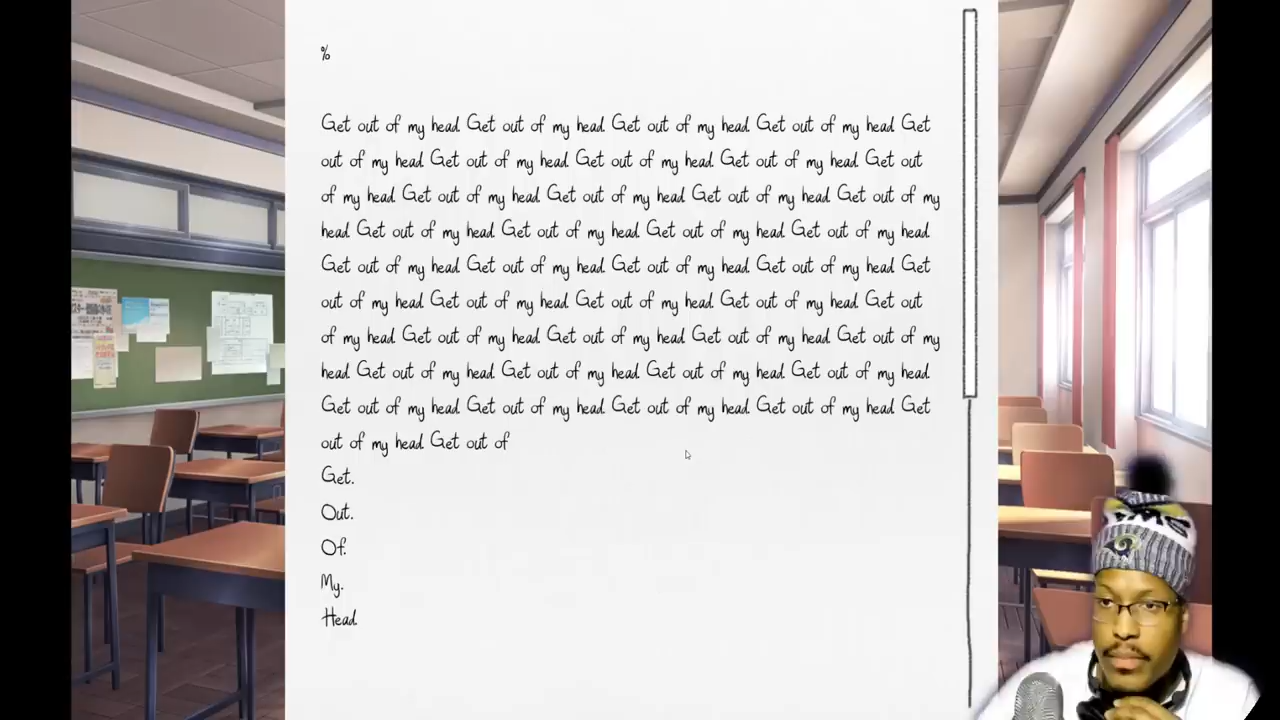 %
Get out of my head Get out of my head Get out of my head Get out of my head Get
out of my head Get out of my head Get out of my head Get out of my head Get out
of my head Get out of my head Get out of my head Get out of my head Get out of my
head Get out of my head Get out of my head Get out of my head Get out of my head
Get out of my head Get out of my head Get out of my head Get out of my head Get
out of my head Get out of my head Get out of my head Get out of my head Get out
of my head Get out of my head Get out of my head Get out of my head Get out of my
head Get out of my head Get out of my head Get out of my head Get out of my head
Get out of my head Get out of my head Get out of my head Get out of my head Get
out of my head Get out of
Get.
Out.
Of.
My.
Head